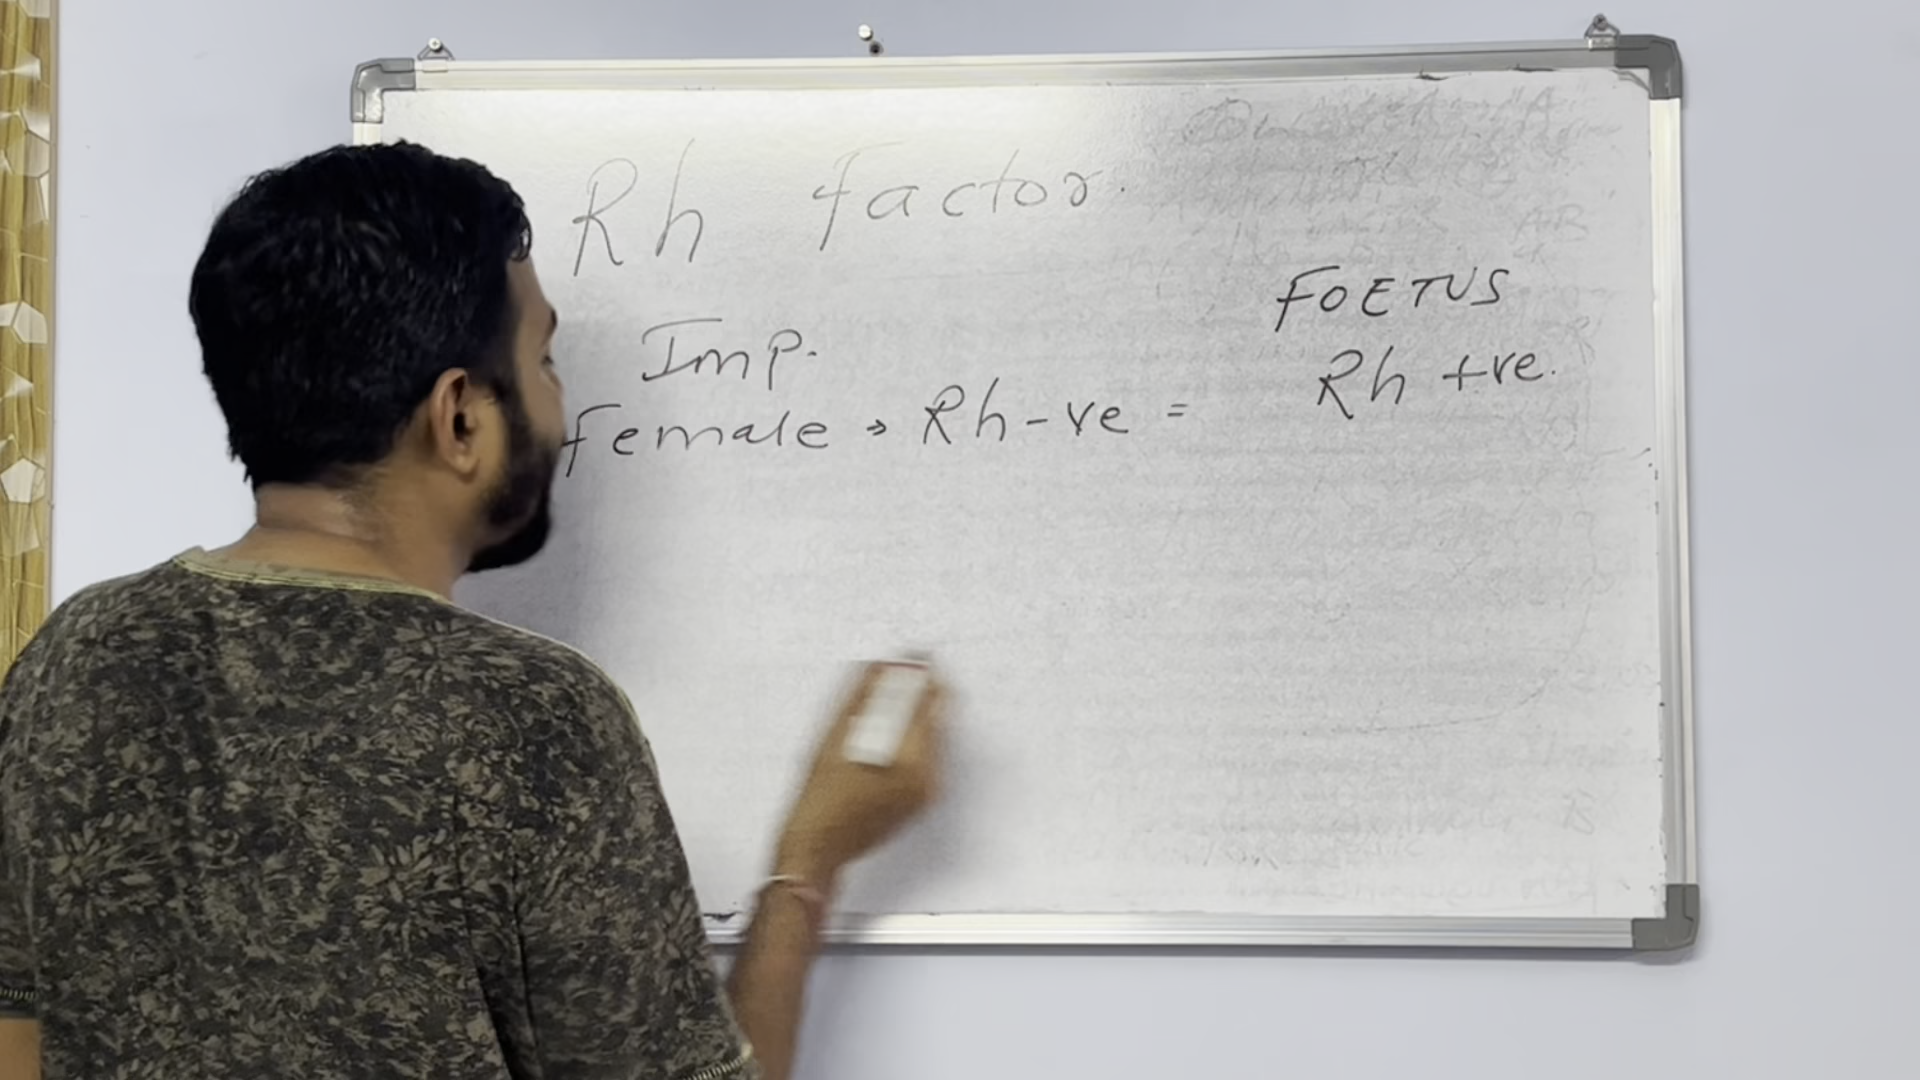 Rh factor.
Imp.
female → Rh-ve =
FOETUS
Rh +ve.